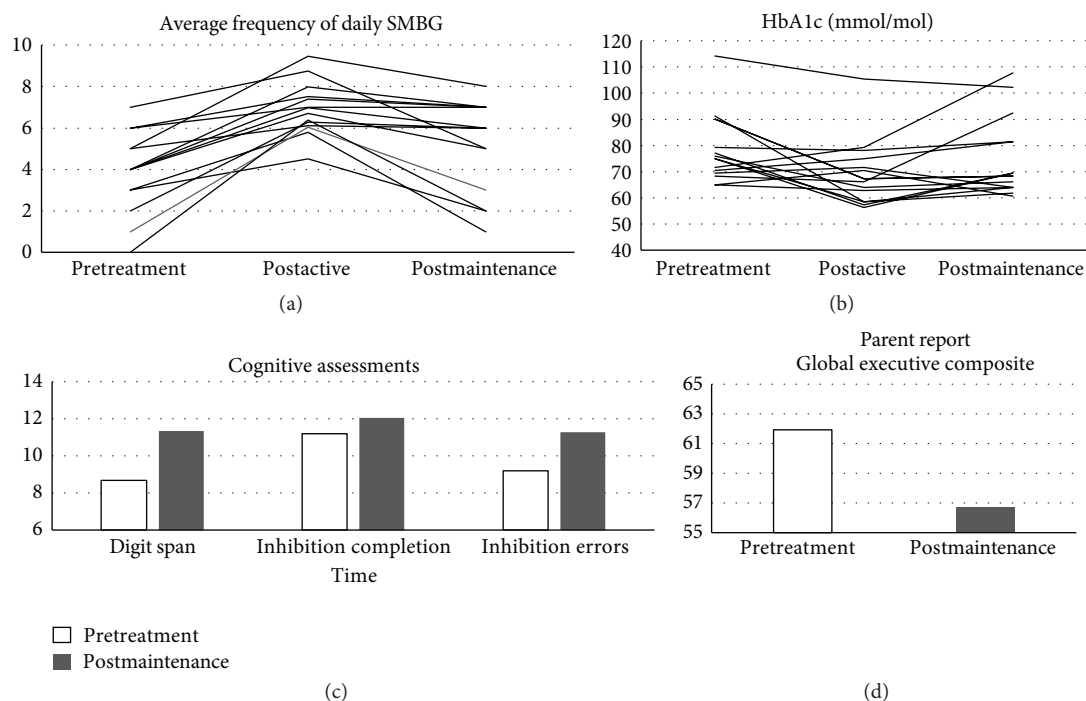 Average frequency of daily SMBG
10
8
6
4
2
0
Pretreatment Postactive Postmaintenance
(a)
HbA1c (mmol/mol)
120
110
100
90
80
70
60
50
40
Pretreatment Postactive Postmaintenance
(b)
Cognitive assessments
14
12
10
8
6
Digit span Inhibition completion Inhibition errors
Time
Pretreatment
Postmaintenance
(c)
Parent report
Global executive composite
65
63
61
59
57
55
Pretreatment Postmaintenance
(d)